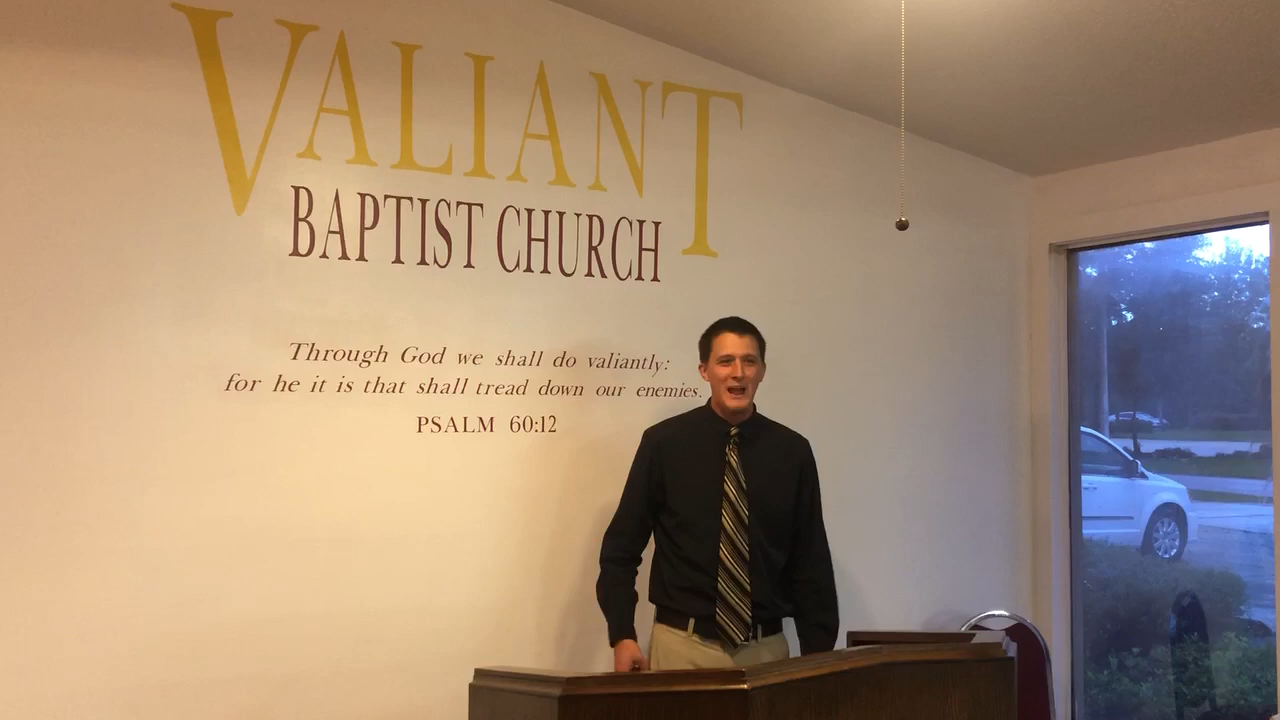 VALIANT
BAPTIST CHURCH
Through God we shall do valiantly:
for he it is that shall tread down our enemies.
PSALM 60:12